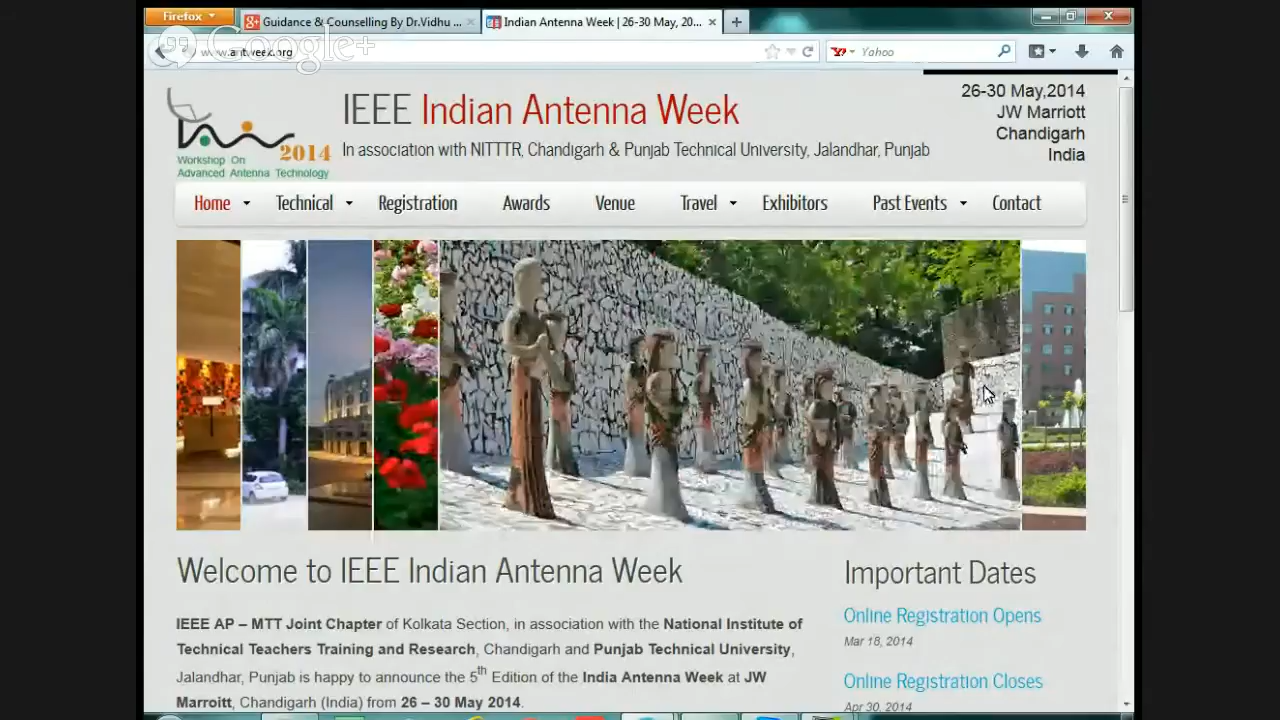 Firefox
Guidance & Counselling By Dr.Vidhu ...
Indian Antenna Week | 26-30 May, 20...
Google+
www.antweek.org
Yahoo
IEEE Indian Antenna Week
In association with NITTTR, Chandigarh & Punjab Technical University, Jalandhar, Punjab
26-30 May,2014
JW Marriott
Chandigarh
India
2014
Workshop On
Advanced Antenna Technology
Home Technical Registration Awards Venue Travel Exhibitors Past Events Contact
Welcome to IEEE Indian Antenna Week
IEEE AP – MTT Joint Chapter of Kolkata Section, in association with the National Institute of
Technical Teachers Training and Research, Chandigarh and Punjab Technical University,
Jalandhar, Punjab is happy to announce the 5th Edition of the India Antenna Week at JW
Marroitt, Chandigarh (India) from 26 – 30 May 2014.
Important Dates
Online Registration Opens
Mar 18, 2014
Online Registration Closes
Apr 30, 2014